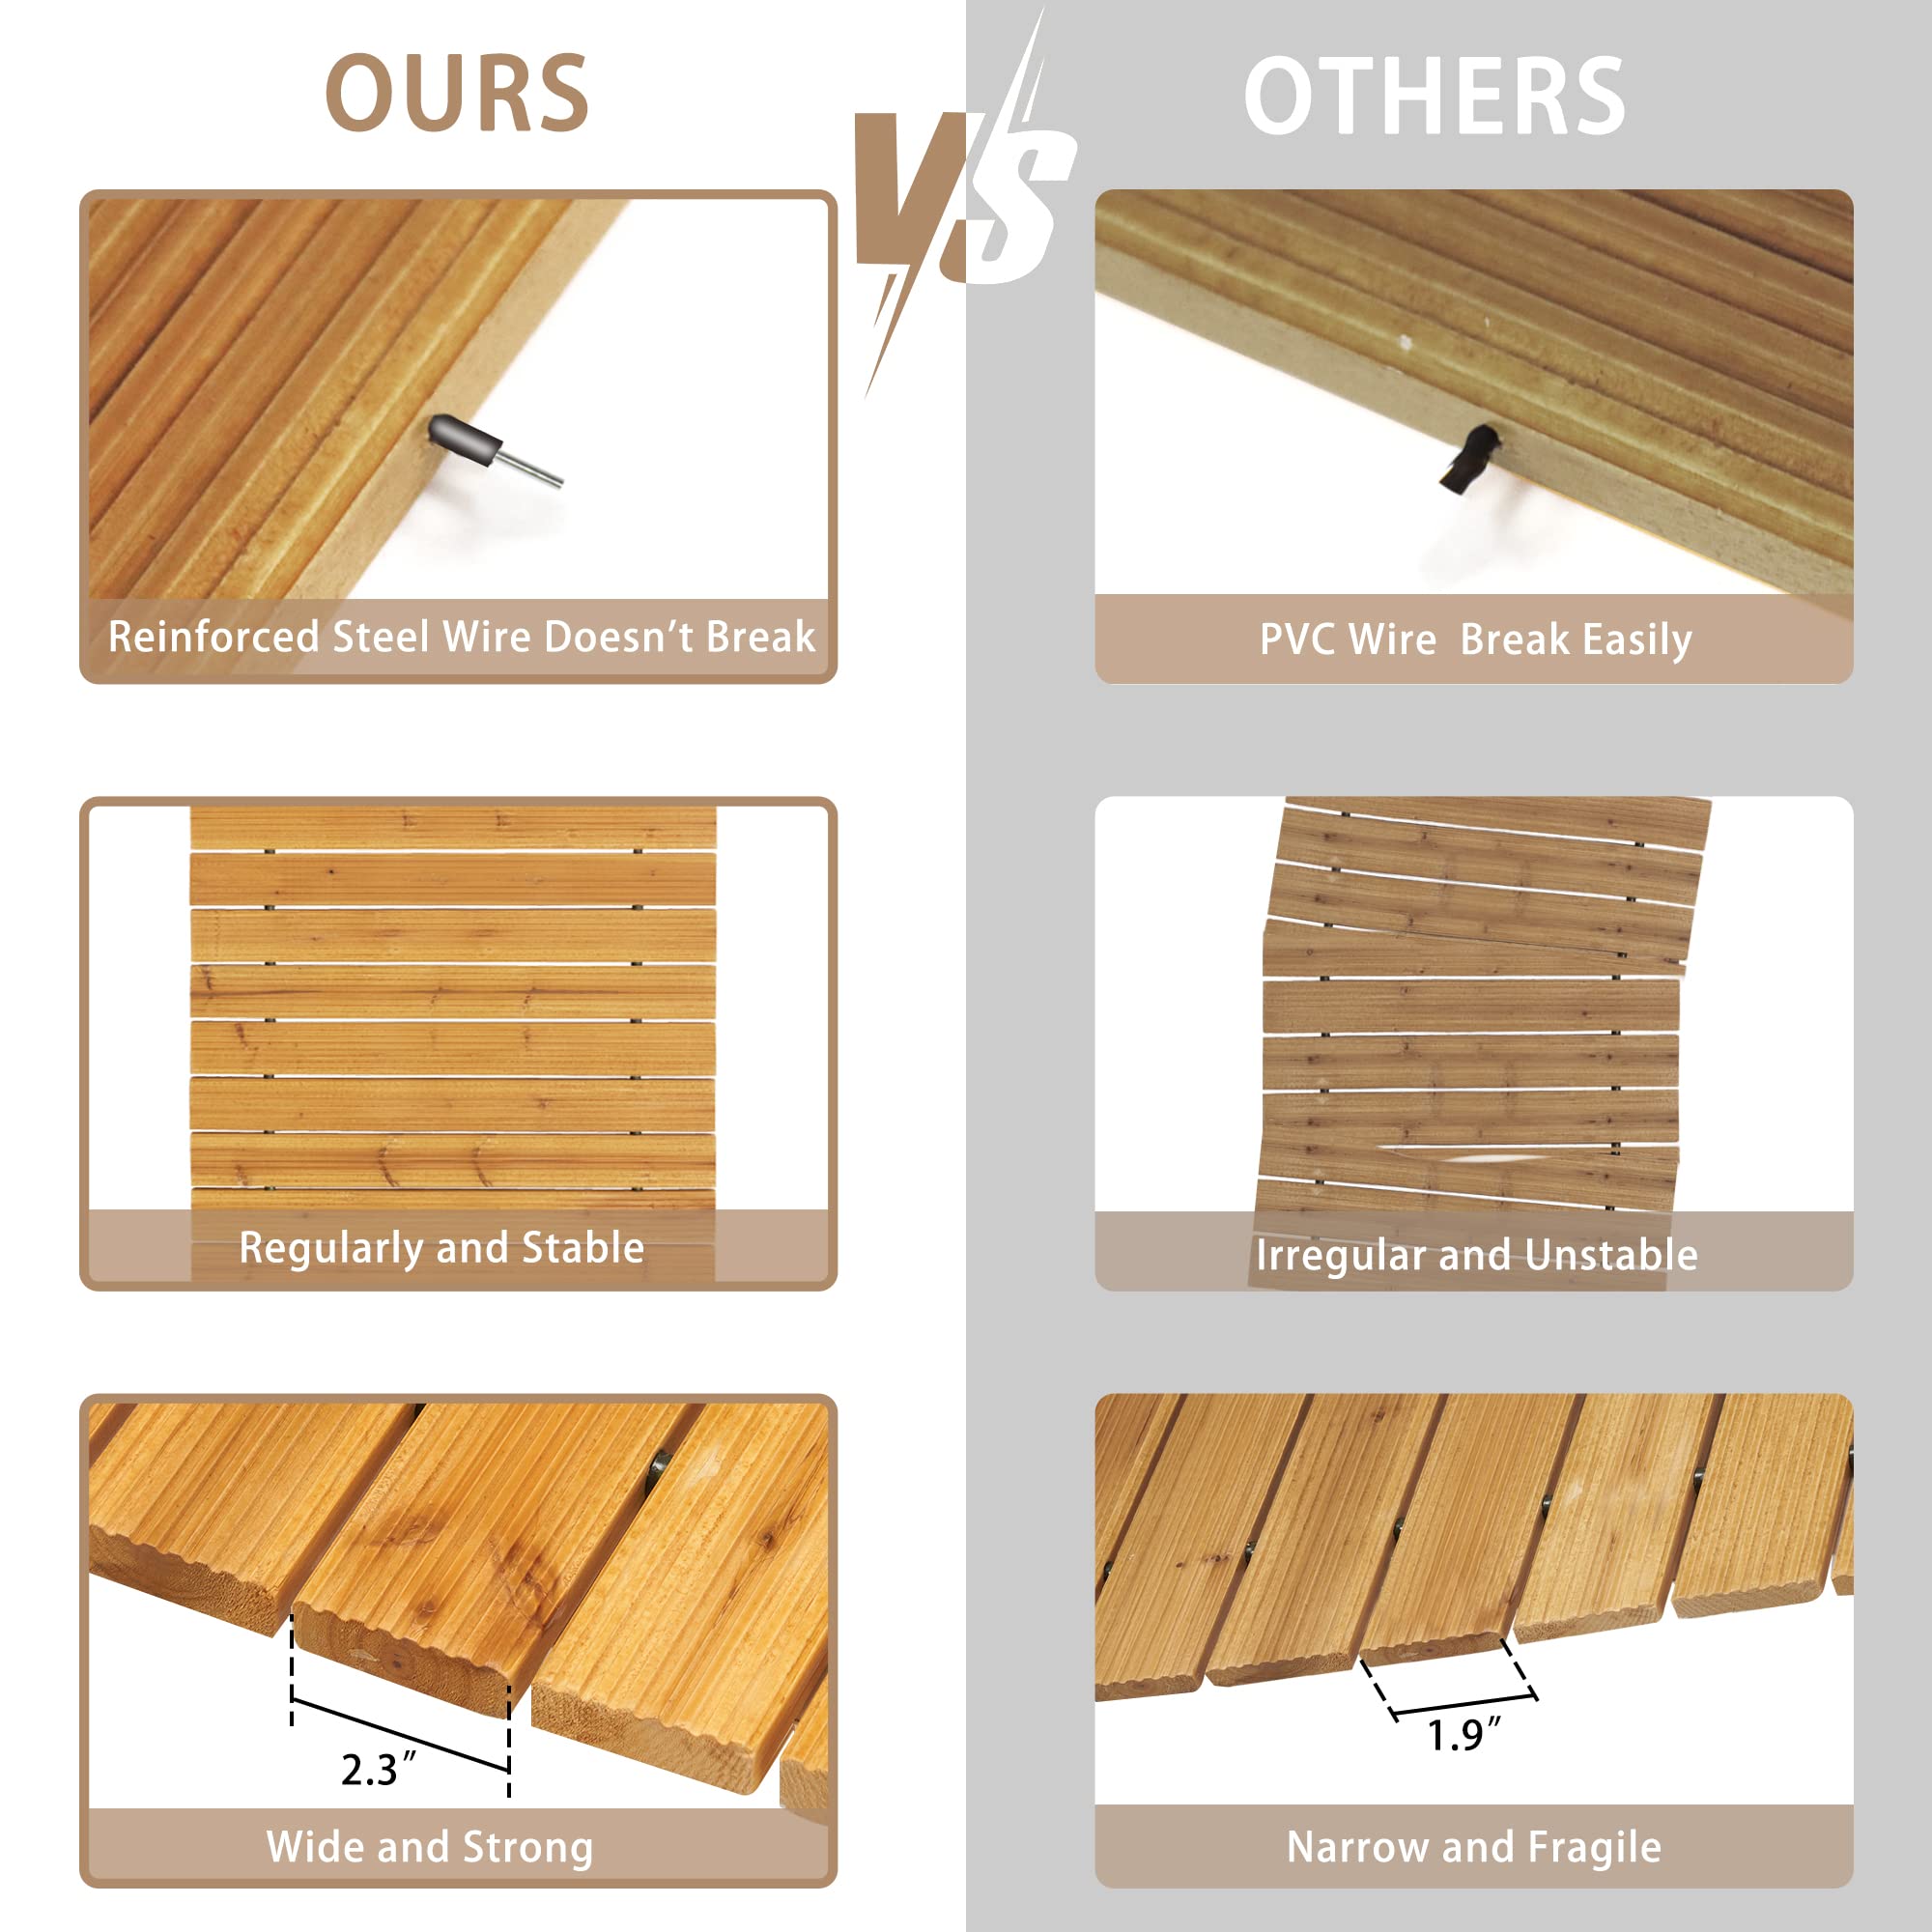 OURS
VS
OTHERS
Reinforced Steel Wire Doesn't Break
PVC Wire Break Easily
Regularly and Stable
Irregular and Unstable
2.3"
1.9"
Wide and Strong
Narrow and Fragile